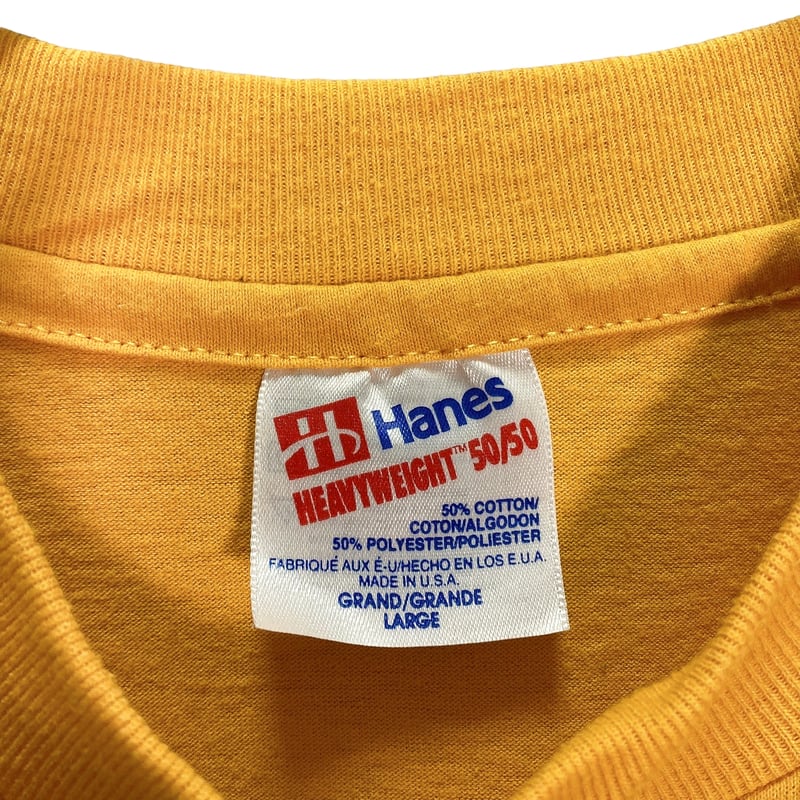 Hanes
HEAVYWEIGHT™ 50/50
50% COTTON/
COTON/ALGODON
50% POLYESTER/POLIESTER
FABRIQUÉ AUX É-U/HECHO EN LOS E.U.A.
MADE IN U.S.A.
GRAND/GRANDE
LARGE